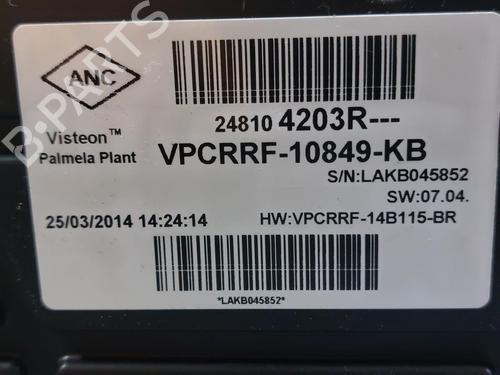 ANC
24810 4203R---
Visteon™
Palmela Plant
VPCRRF-10849-KB
S/N:LAKB045852
SW:07.04.
25/03/2014 14:24:14
HW:VPCRRF-14B115-BR
*LAKB045852*
B-PARTS